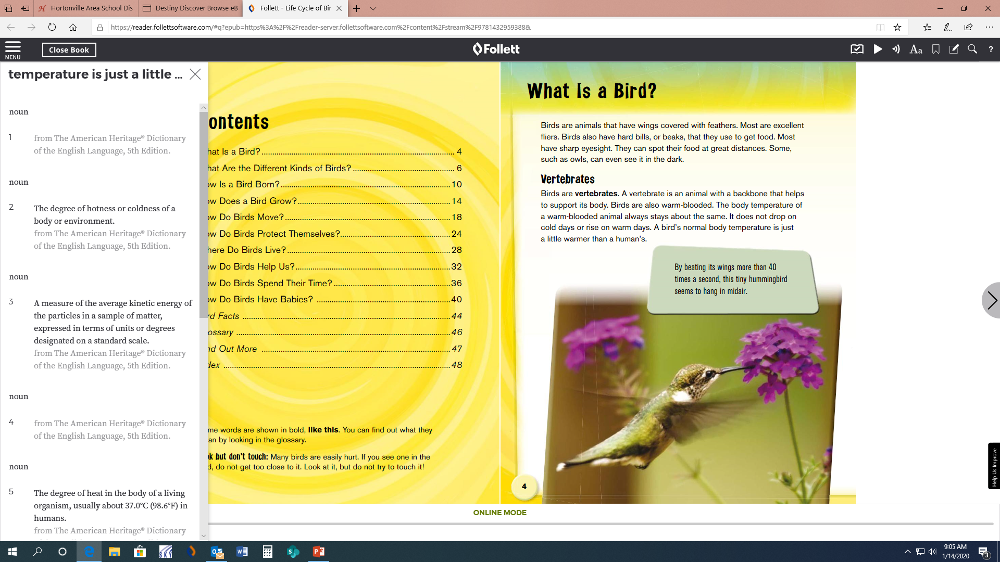 Hortonville Area School Dis
Destiny Discover Browse eB
Follett - Life Cycle of Bir
https://reader.follettsoftware.com/#q?epub=https%3A%2F%2Freader-server.follettsoftware.com%2Fcontent%2Fstream%2F9781432959388&
MENU
Close Book
Follett
Aa
?
temperature is just a little ...
noun
1
from The American Heritage® Dictionary
of the English Language, 5th Edition.
noun
2
The degree of hotness or coldness of a
body or environment.
from The American Heritage® Dictionary
of the English Language, 5th Edition.
noun
3
A measure of the average kinetic energy of
the particles in a sample of matter,
expressed in terms of units or degrees
designated on a standard scale.
from The American Heritage® Dictionary
of the English Language, 5th Edition.
noun
4
from The American Heritage® Dictionary
of the English Language, 5th Edition.
noun
5
The degree of heat in the body of a living
organism, usually about 37.0°C (98.6°F) in
humans.
from The American Heritage® Dictionary
ontents
hat Is a Bird? 4
hat Are the Different Kinds of Birds? 6
ow Is a Bird Born? 10
ow Does a Bird Grow? 14
ow Do Birds Move? 18
ow Do Birds Protect Themselves? 24
here Do Birds Live? 28
ow Do Birds Help Us? 32
ow Do Birds Spend Their Time? 36
ow Do Birds Have Babies? 40
rd Facts 44
ossary 46
nd Out More 47
dex 48
me words are shown in bold, like this. You can find out what they
an by looking in the glossary.
k but don't touch: Many birds are easily hurt. If you see one in the
d, do not get too close to it. Look at it, but do not try to touch it!
What Is a Bird?
Birds are animals that have wings covered with feathers. Most are excellent
fliers. Birds also have hard bills, or beaks, that they use to get food. Most
have sharp eyesight. They can spot their food at great distances. Some,
such as owls, can even see it in the dark.
Vertebrates
Birds are vertebrates. A vertebrate is an animal with a backbone that helps
to support its body. Birds are also warm-blooded. The body temperature of
a warm-blooded animal always stays about the same. It does not drop on
cold days or rise on warm days. A bird's normal body temperature is just
a little warmer than a human's.
By beating its wings more than 40
times a second, this tiny hummingbird
seems to hang in midair.
4
Help Us Improve
ONLINE MODE
SKY
9:05 AM
1/14/2020
3